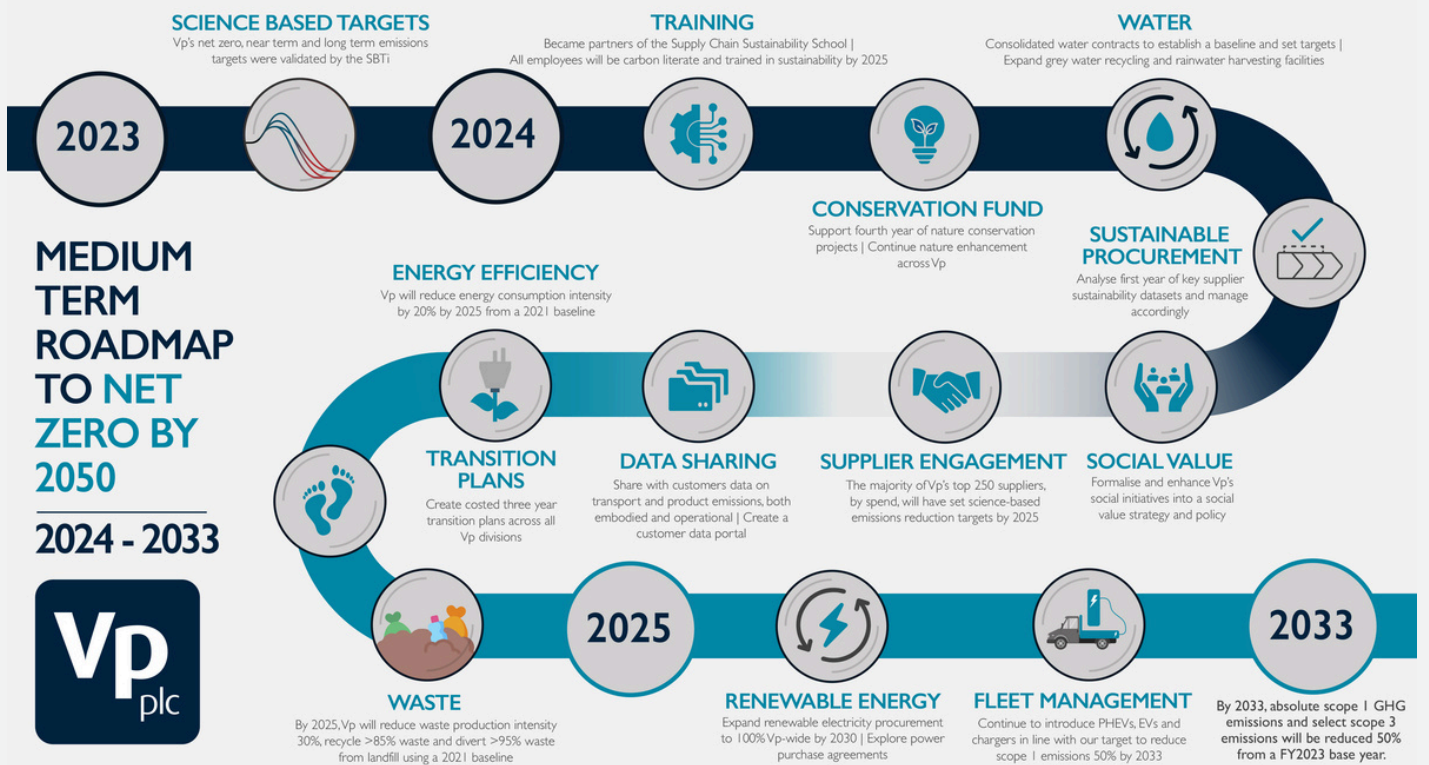 SCIENCE BASED TARGETS
Vp's net zero, near term and long term emissions
targets were validated by the SBTi
TRAINING
Became partners of the Supply Chain Sustainability School |
All employees will be carbon literate and trained in sustainability by 2025
WATER
Consolidated water contracts to establish a baseline and set targets |
Expand grey water recycling and rainwater harvesting facilities
2023
2024
CONSERVATION FUND
Support fourth year of nature conservation
projects | Continue nature enhancement
across Vp
SUSTAINABLE
PROCUREMENT
Analyse first year of key supplier
sustainability datasets and manage
accordingly
MEDIUM
TERM
ROADMAP
TO NET
ZERO BY
2050
2024 - 2033
Vp
plc
ENERGY EFFICIENCY
Vp will reduce energy consumption intensity
by 20% by 2025 from a 2021 baseline
TRANSITION
PLANS
Create costed three year
transition plans across all
Vp divisions
DATA SHARING
Share with customers data on
transport and product emissions, both
embodied and operational | Create a
customer data portal
SUPPLIER ENGAGEMENT
The majority of Vp's top 250 suppliers,
by spend, will have set science-based
emissions reduction targets by 2025
SOCIAL VALUE
Formalise and enhance Vp's
social initiatives into a social
value strategy and policy
2025
2033
WASTE
By 2025, Vp will reduce waste production intensity
30%, recycle >85% waste and divert >95% waste
from landfill using a 2021 baseline
RENEWABLE ENERGY
Expand renewable electricity procurement
to 100% Vp-wide by 2030 | Explore power
purchase agreements
FLEET MANAGEMENT
Continue to introduce PHEVs, EVs and
chargers in line with our target to reduce
scope 1 emissions 50% by 2033
By 2033, absolute scope 1 GHG
emissions and select scope 3
emissions will be reduced 50%
from a FY2023 base year.